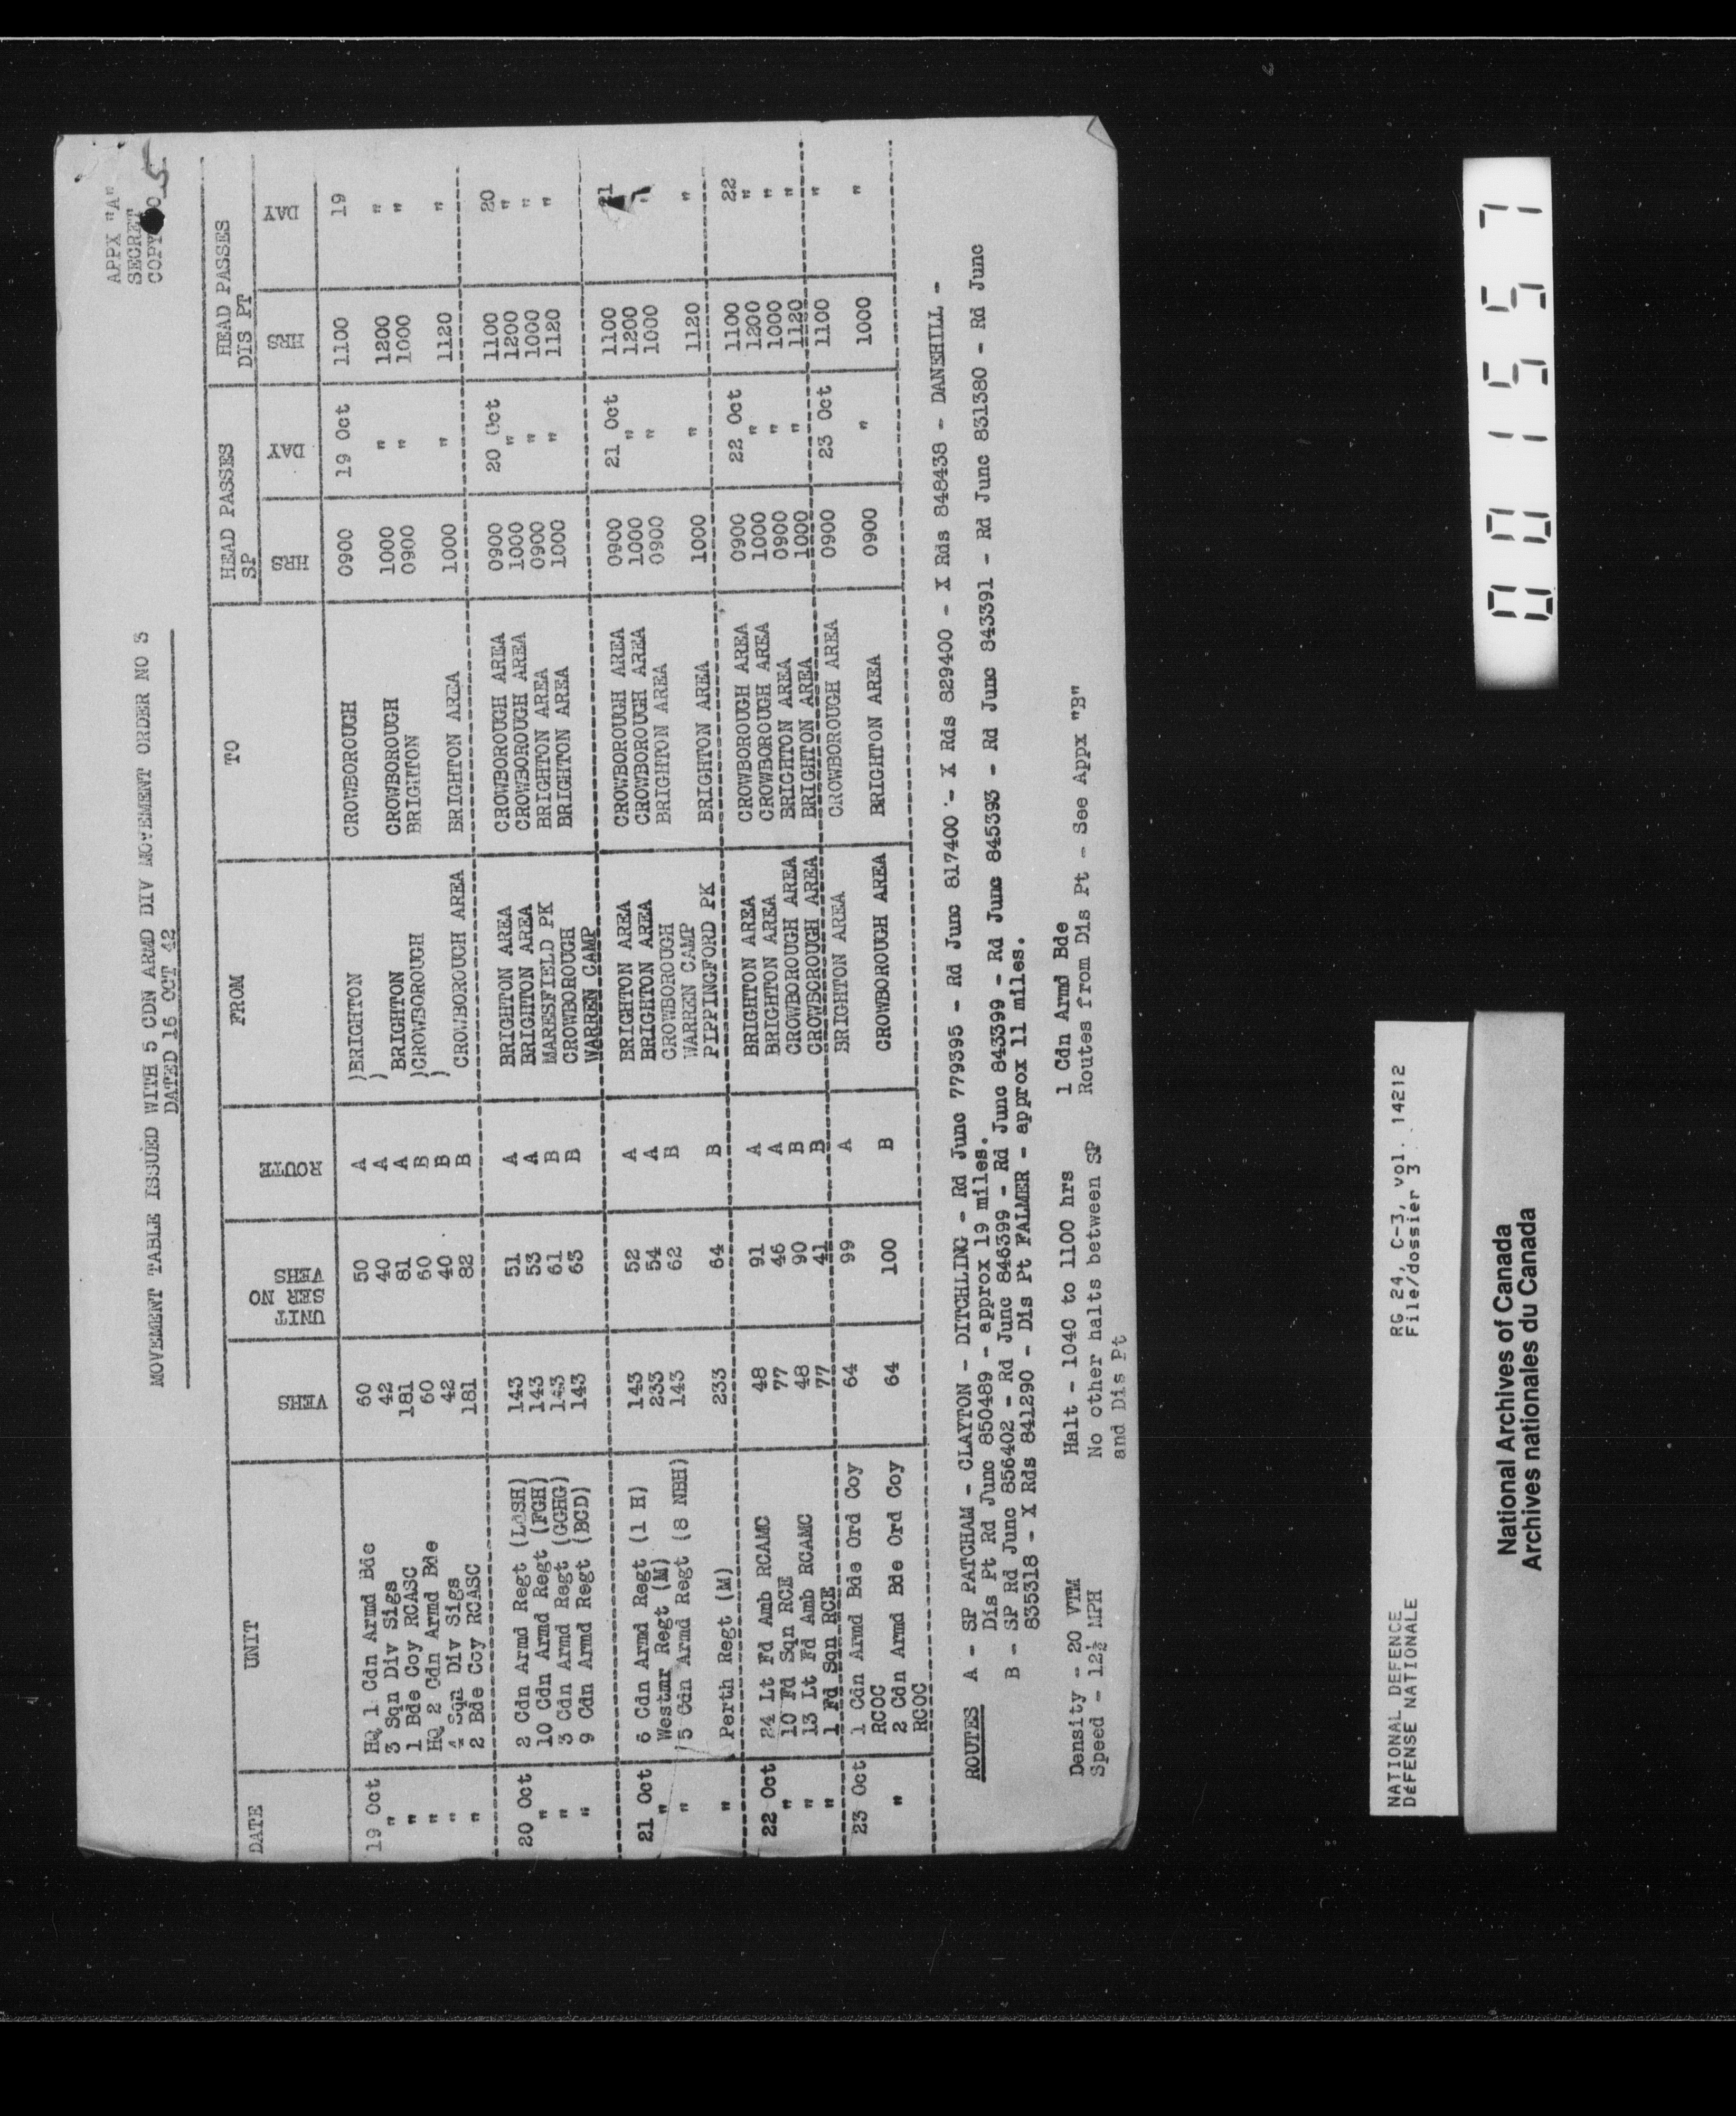 APPX "A"
SECRET
COPY NO 5
MOVEMENT TABLE ISSUED WITH 5 CDN ARMD DIV MOVEMENT ORDER NO 3
DATED 16 OCT 42
DATE UNIT VEHS UNIT SER NO VEHS ROUTE FROM TO HEAD PASSES SP HEAD PASSES DIS PT
HRS DAY HRS DAY
19 Oct HQ 1 Cdn Armd Bde 60 50 A )BRIGHTON CROWBOROUGH 0900 19 Oct 1100 19
" 3 Sqn Div Sigs 42 40 A )
" 1 Bde Coy RCASC 181 81 A BRIGHTON CROWBOROUGH 1000 " 1200 "
" HQ 2 Cdn Armd Bde 60 60 B )CROWBOROUGH BRIGHTON 0900 " 1000 "
" Sqn Div Sigs 42 40 B )
" 2 Bde Coy RCASC 181 82 B CROWBOROUGH AREA BRIGHTON AREA 1000 " 1120 "
20 Oct 2 Cdn Armd Regt (LdSH) 143 51 A BRIGHTON AREA CROWBOROUGH AREA 0900 20 Oct 1100 20
" 10 Cdn Armd Regt (FGH) 143 53 A BRIGHTON AREA CROWBOROUGH AREA 1000 " 1200 "
" 3 Cdn Armd Regt (GGHG) 143 61 B MARESFIELD PK BRIGHTON AREA 0900 " 1000 "
" 9 Cdn Armd Regt (BCD) 143 63 B CROWBOROUGH BRIGHTON AREA 1000 " 1120 "
WARREN CAMP
21 Oct 6 Cdn Armd Regt (1 H) 143 52 A BRIGHTON AREA CROWBOROUGH AREA 0900 21 Oct 1100 21
" Westmr Regt (M) 233 54 A BRIGHTON AREA CROWBOROUGH AREA 1000 " 1200 "
" 5 Cdn Armd Regt (8 NBH) 143 62 B CROWBOROUGH BRIGHTON AREA 0900 " 1000 "
WARREN CAMP
" Perth Regt (M) 233 64 B PIPPINGFORD PK BRIGHTON AREA 1000 " 1120 "
22 Oct 24 Lt Fd Amb RCAMC 48 91 A BRIGHTON AREA CROWBOROUGH AREA 0900 22 Oct 1100 22
" 10 Fd Sqn RCE 77 46 A BRIGHTON AREA CROWBOROUGH AREA 1000 " 1200 "
" 13 Lt Fd Amb RCAMC 48 90 B CROWBOROUGH AREA BRIGHTON AREA 0900 " 1000 "
" 1 Fd Sqn RCE 77 41 B CROWBOROUGH AREA BRIGHTON AREA 1000 " 1120 "
23 Oct 1 Cdn Armd Bde Ord Coy 64 99 A BRIGHTON AREA CROWBOROUGH AREA 0900 23 Oct 1100 "
RCOC
" 2 Cdn Armd Bde Ord Coy 64 100 B CROWBOROUGH AREA BRIGHTON AREA 0900 " 1000 "
RCOC
ROUTES A - SP PATCHAM - CLAYTON - DITCHLING - Rd Junc 779395 - Rd Junc 817400 - X Rds 829400 - X Rds 848438 - DANEHILL -
Dis Pt Rd Junc 850489 - approx 19 miles.
B - SP Rd Junc 856402 - Rd Junc 846399 - Rd Junc 843399 - Rd Junc 845393 - Rd Junc 843391 - Rd Junc 831380 - Rd Junc
835318 - X Rds 841290 - Dis Pt FALMER - approx 11 miles.
Density - 20 VTM Halt - 1040 to 1100 hrs 1 Cdn Armd Bde
Speed - 12½ MPH No other halts between SP Routes from Dis Pt - See Appx "B"
and Dis Pt
001557
NATIONAL DEFENCE RG 24, C-3, vol. 14212
DÉFENSE NATIONALE File/dossier 3
National Archives of Canada
Archives nationales du Canada